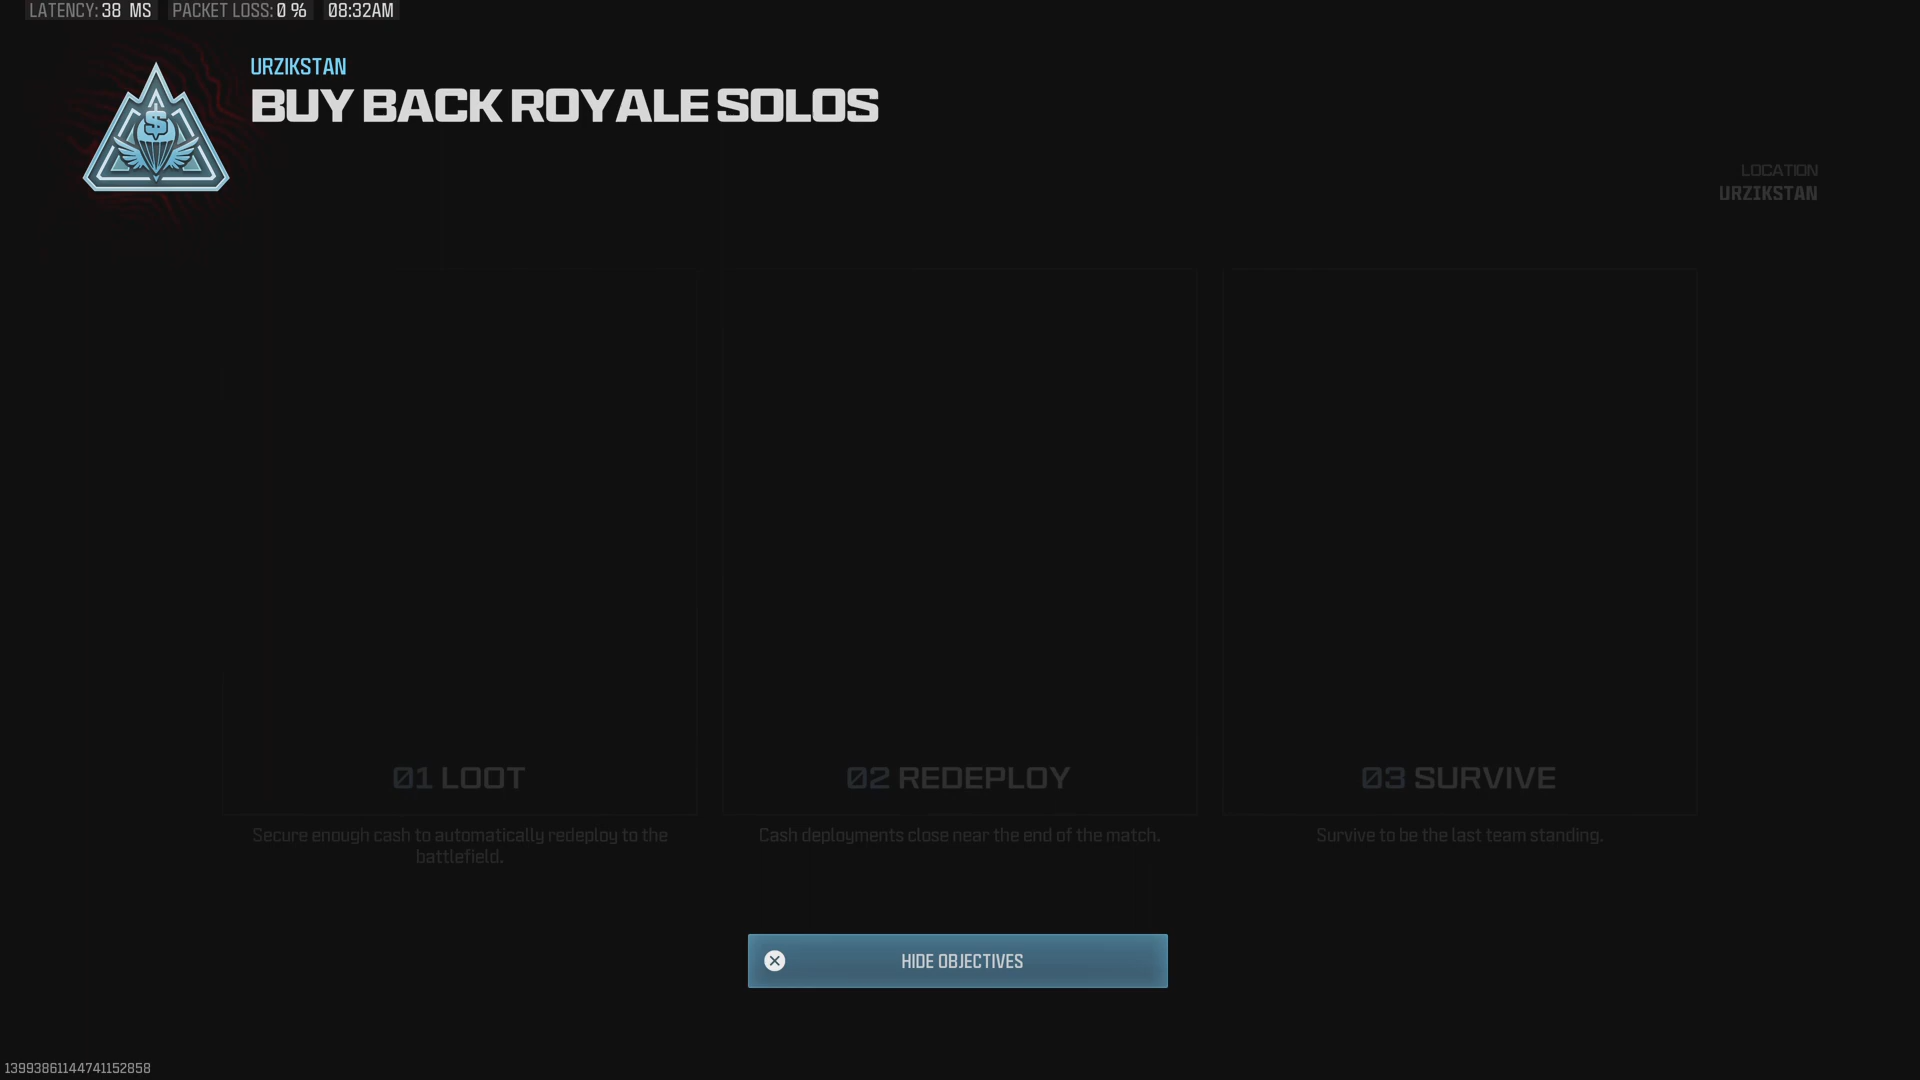 LATENCY: 38 MS PACKET LOSS: 0 % 08:32AM
URZIKSTAN
BUY BACK ROYALE SOLOS
LOCATION
URZIKSTAN
01 LOOT
Secure enough cash to automatically redeploy to the
battlefield.
02 REDEPLOY
Cash deployments close near the end of the match.
03 SURVIVE
Survive to be the last team standing.
HIDE OBJECTIVES
13993861144741152858